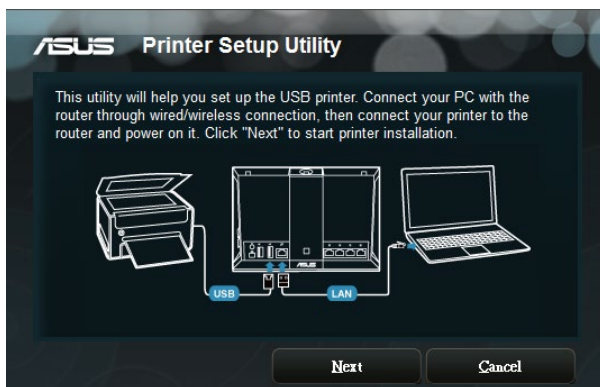 ASUS Printer Setup Utility
This utility will help you set up the USB printer. Connect your PC with the
router through wired/wireless connection, then connect your printer to the
router and power on it. Click "Next" to start printer installation.
ASUS
USB
LAN
Next
Cancel